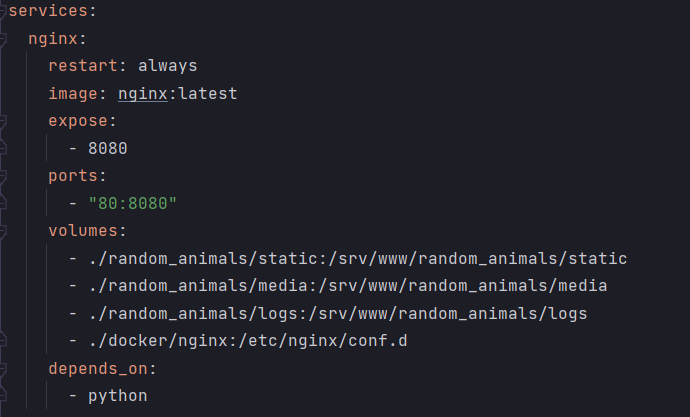 services:
  nginx:
    restart: always
    image: nginx:latest
    expose:
      - 8080
    ports:
      - "80:8080"
    volumes:
      - ./random_animals/static:/srv/www/random_animals/static
      - ./random_animals/media:/srv/www/random_animals/media
      - ./random_animals/logs:/srv/www/random_animals/logs
      - ./docker/nginx:/etc/nginx/conf.d
    depends_on:
      - python